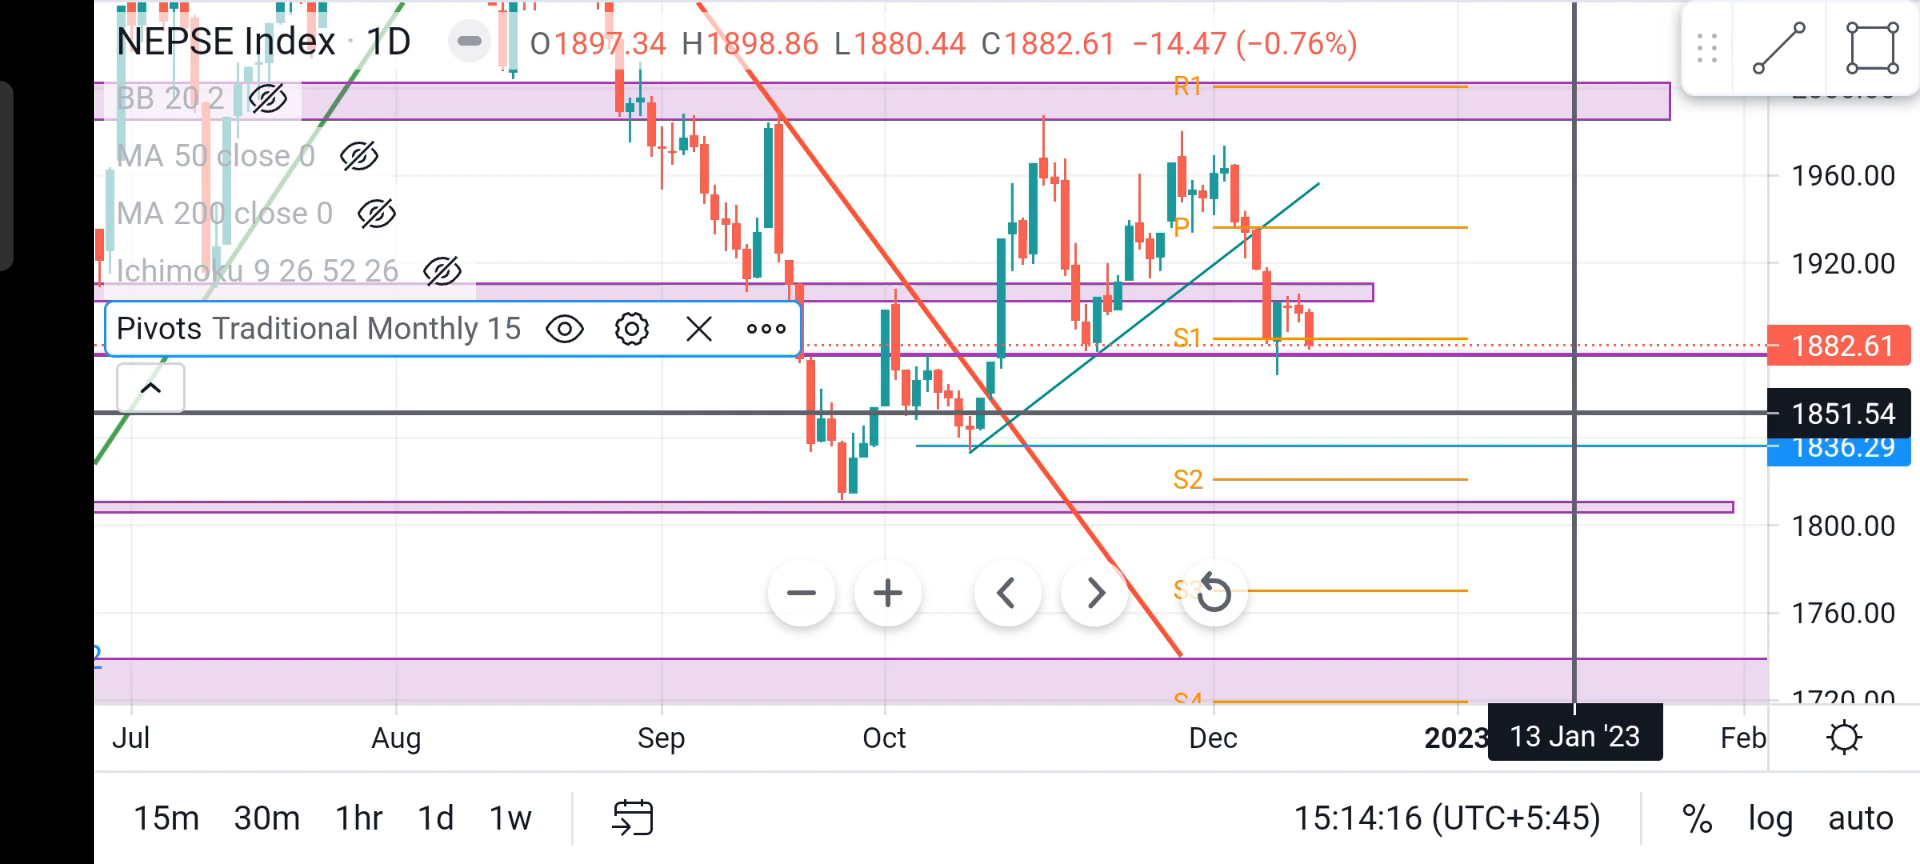 NEPSE Index · 1D O1897.34 H1898.86 L1880.44 C1882.61 −14.47 (−0.76%)
R1
BB 20 2
MA 50 close 0
1960.00
MA 200 close 0
P
Ichimoku 9 26 52 26
1920.00
Pivots Traditional Monthly 15
S1
1882.61
1851.54
1836.29
S2
1800.00
S3
1760.00
2
S4
1720.00
Jul Aug Sep Oct Dec 2023 13 Jan '23 Feb
15m 30m 1hr 1d 1w 15:14:16 (UTC+5:45) % log auto